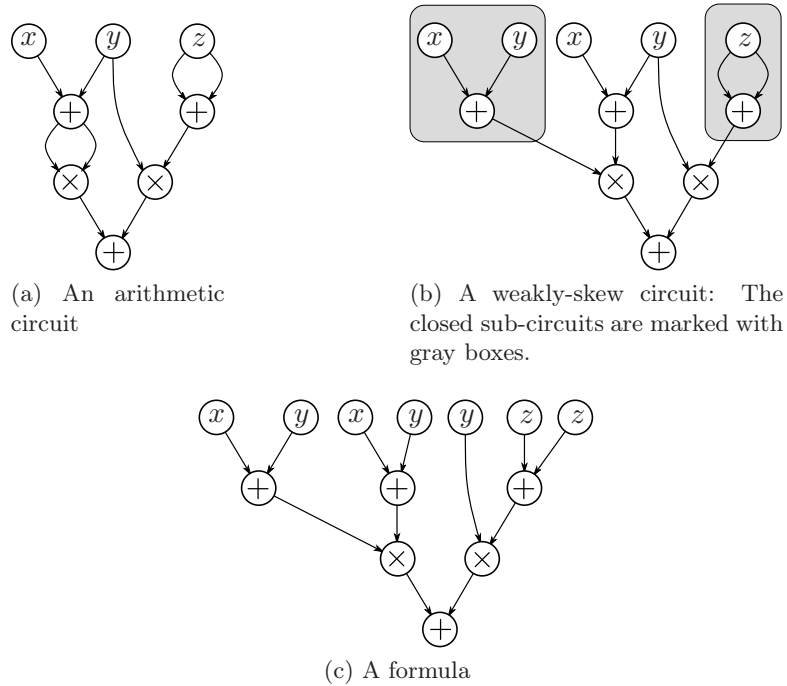 x y z
+ +
× ×
+
(a) An arithmetic
circuit
x y x y z
+ + +
× ×
+
(b) A weakly-skew circuit: The
closed sub-circuits are marked with
gray boxes.
x y x y y z z
+ + +
× ×
+
(c) A formula